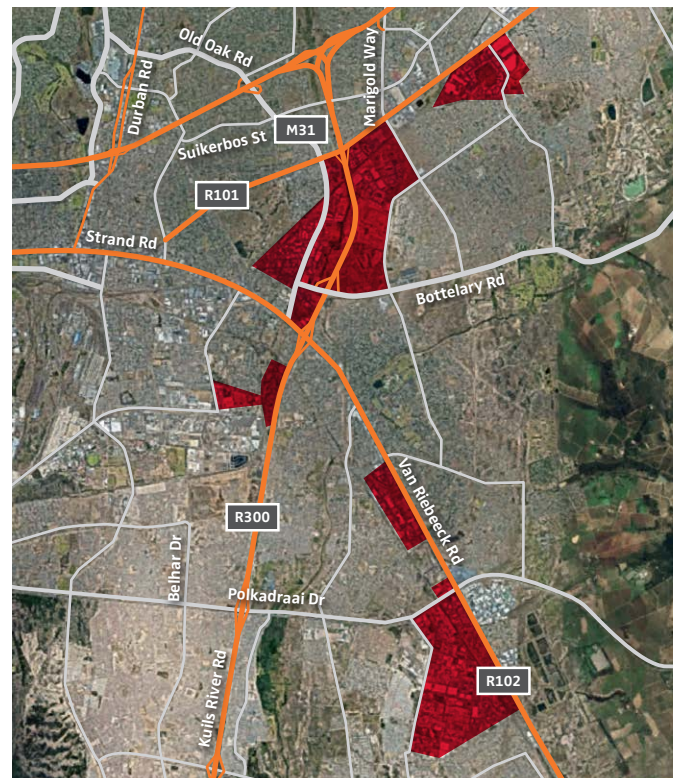 Old Oak Rd
Marigold Way
Durban Rd
Suikerbos St
M31
R101
Strand Rd
Bottelary Rd
Van Riebeeck Rd
R300
Belhar Dr
Polkadraai Dr
Kuils River Rd
R102